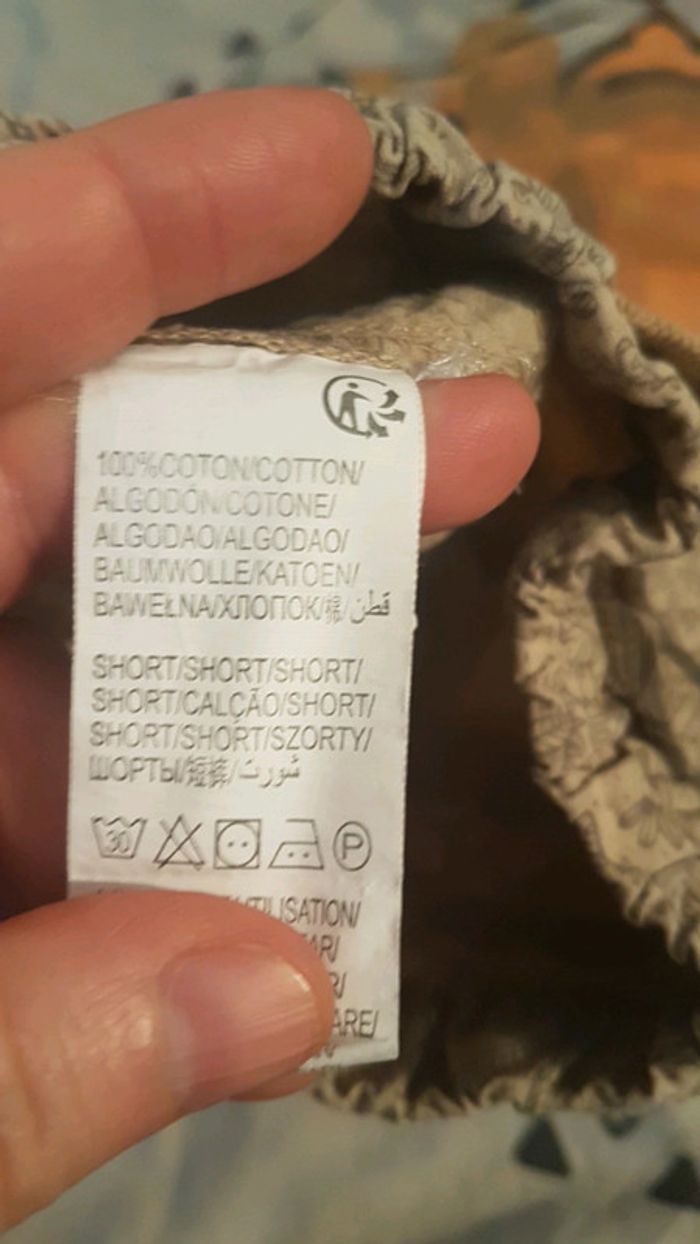 100%COTON/COTTON/
ALGODÓN/COTONE/
ALGODAO/ALGODAO/
BAUMWOLLE/KATOEN/
BAWEŁNA/ХЛОПОК/棉/قطن
SHORT/SHORT/SHORT/
SHORT/CALÇÃO/SHORT/
SHORT/SHORT/SZORTY/
ШОРТЫ/短裤/شورت
30 P